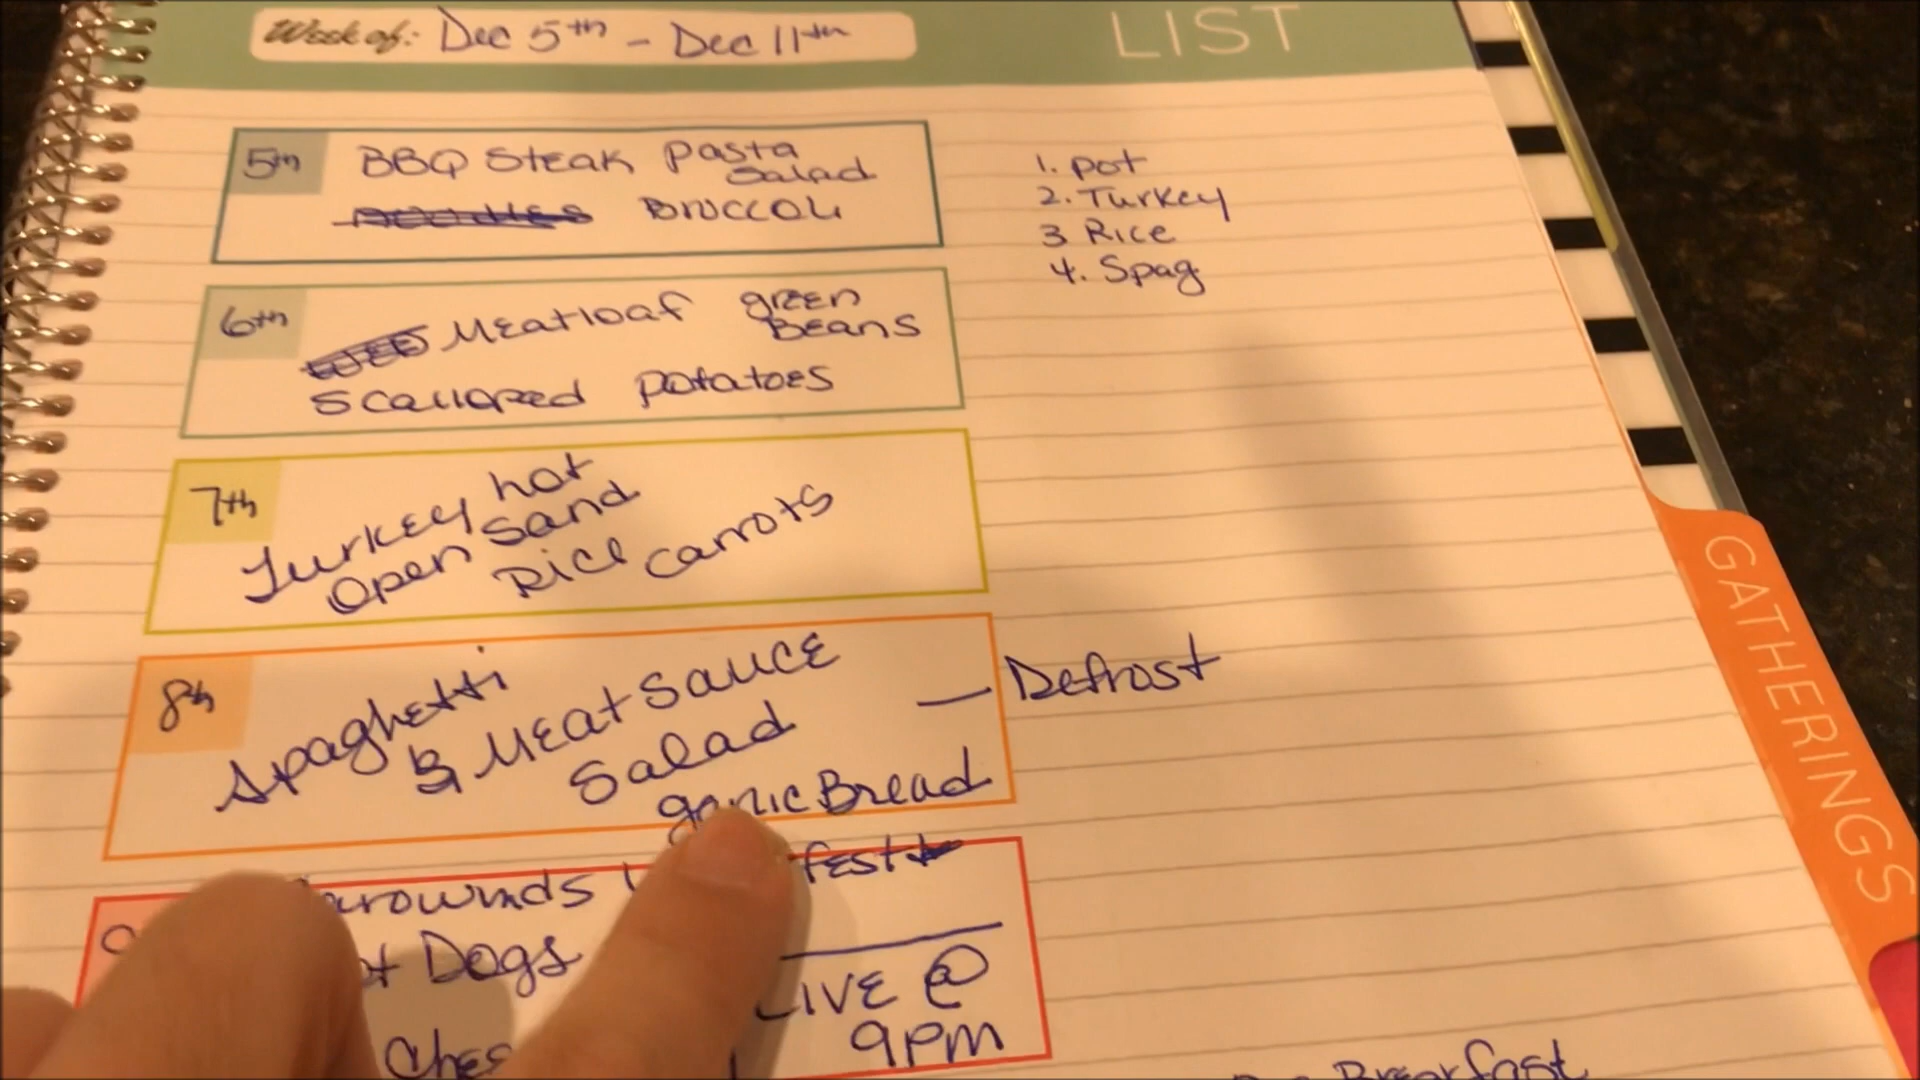 Week of: Dec 5th - Dec 11th
LIST
5th BBQ Steak Pasta Salad
Broccoli
1. pot
2. Turkey
3 Rice
4. Spag
6th Meatloaf green Beans
Scalloped potatoes
7th Turkey hot
Open Sand
Rice carrots
8th Spaghetti
& Meat Sauce
Salad
garlic Bread
— Defrost
fest
Dogs
LIVE @
9pm
Breakfast
GATHERINGS